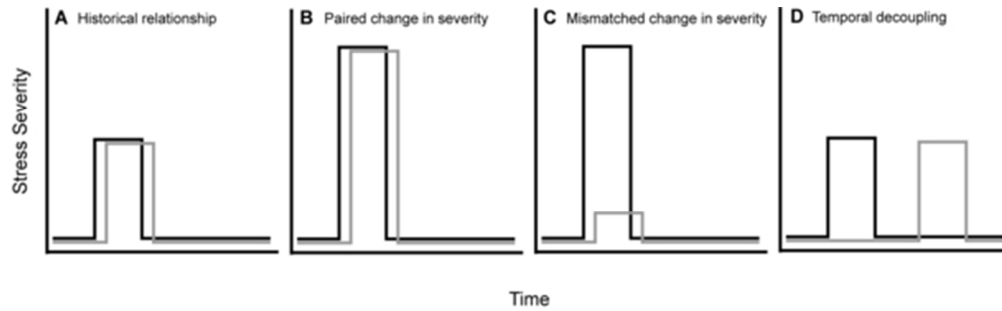 A Historical relationship
B Paired change in severity
C Mismatched change in severity
D Temporal decoupling
Stress Severity
Time